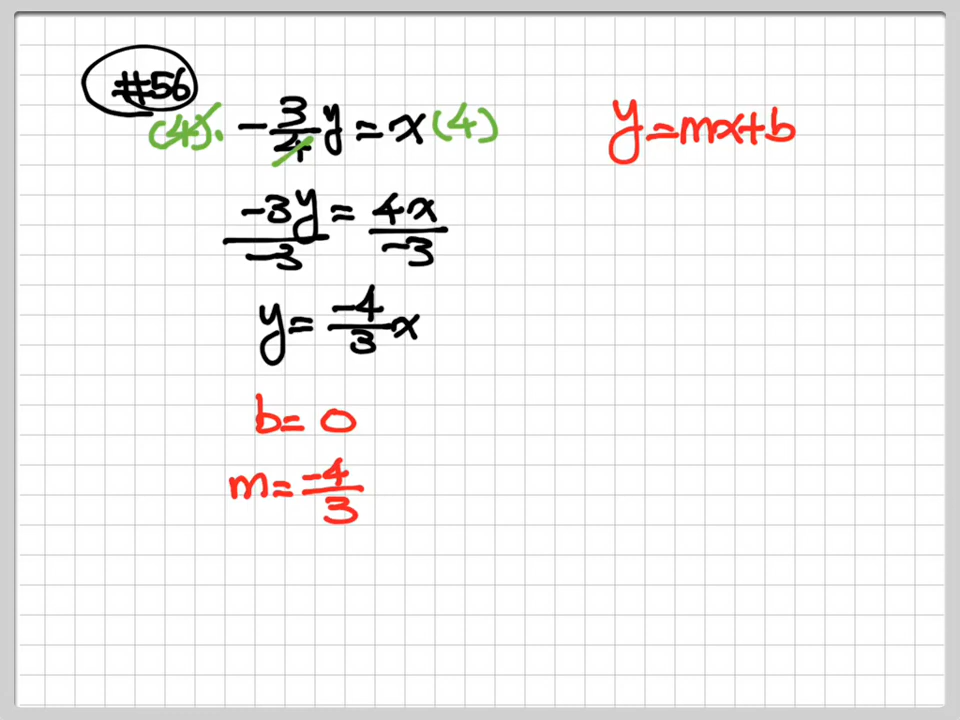 #56
(4). -3/4 y = x (4)
y = mx + b
-3y/-3 = 4x/-3
y = -4/3 x
b = 0
m = -4/3